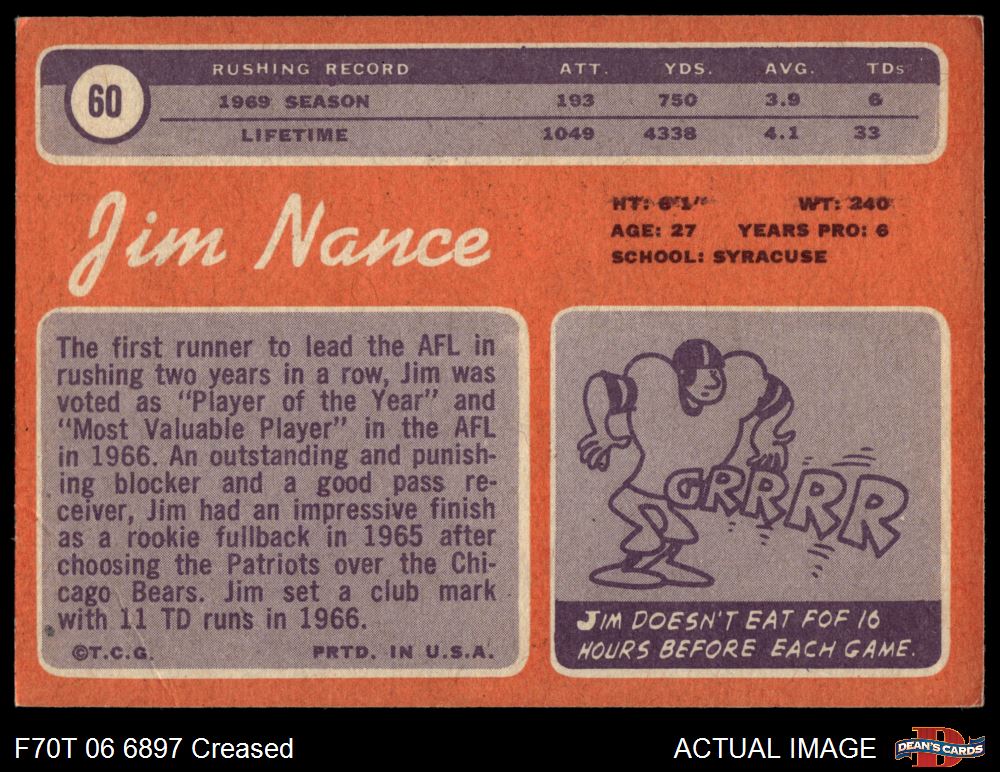 60
RUSHING RECORD ATT. YDS. AVG. TDs
1969 SEASON 193 750 3.9 6
LIFETIME 1049 4338 4.1 33
Jim Nance
HT: 6'1" WT: 240
AGE: 27 YEARS PRO: 6
SCHOOL: SYRACUSE
The first runner to lead the AFL in
rushing two years in a row, Jim was
voted as "Player of the Year" and
"Most Valuable Player" in the AFL
in 1966. An outstanding and punish-
ing blocker and a good pass re-
ceiver, Jim had an impressive finish
as a rookie fullback in 1965 after
choosing the Patriots over the Chi-
cago Bears. Jim set a club mark
with 11 TD runs in 1966.
©T.C.G. PRTD. IN U.S.A.
GRRRR
JIM DOESN'T EAT FOF 16
HOURS BEFORE EACH GAME.
F70T 06 6897 Creased
ACTUAL IMAGE
D
DEAN'S CARDS